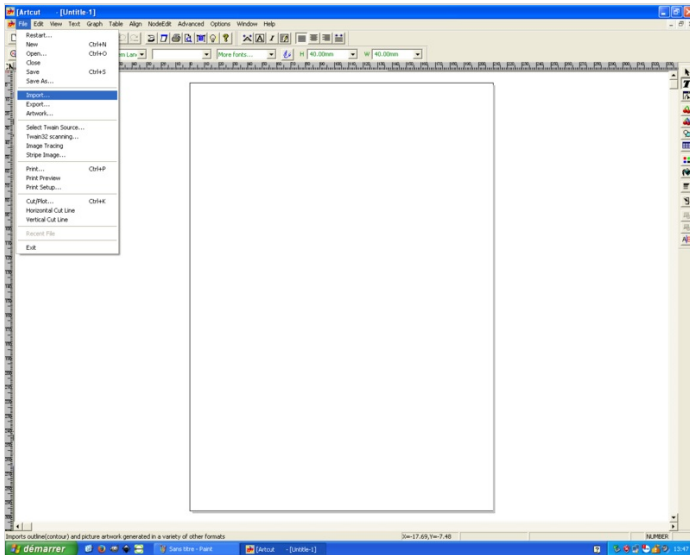 [Artcut - [Untitle-1]
File Edit View Text Graph Table Align NodeEdit Advanced Options Window Help
Restart...
New Ctrl+N
Open... Ctrl+O
Close
Save Ctrl+S
Save As...
Import...
Export...
Artwork...
Select Twain Source...
Twain32 scanning...
Image Tracing
Stripe Image...
Print... Ctrl+P
Print Preview
Print Setup...
Cut/Plot... Ctrl+K
Horizontal Cut Line
Vertical Cut Line
Recent File
Exit
More fonts... H 40.00mm W 40.00mm
Imports outline(contour) and picture artwork generated in a variety of other formats X=-17.69,Y=-7.48 NUMBER
démarrer Sans titre - Paint [Artcut - [Untitle-1]